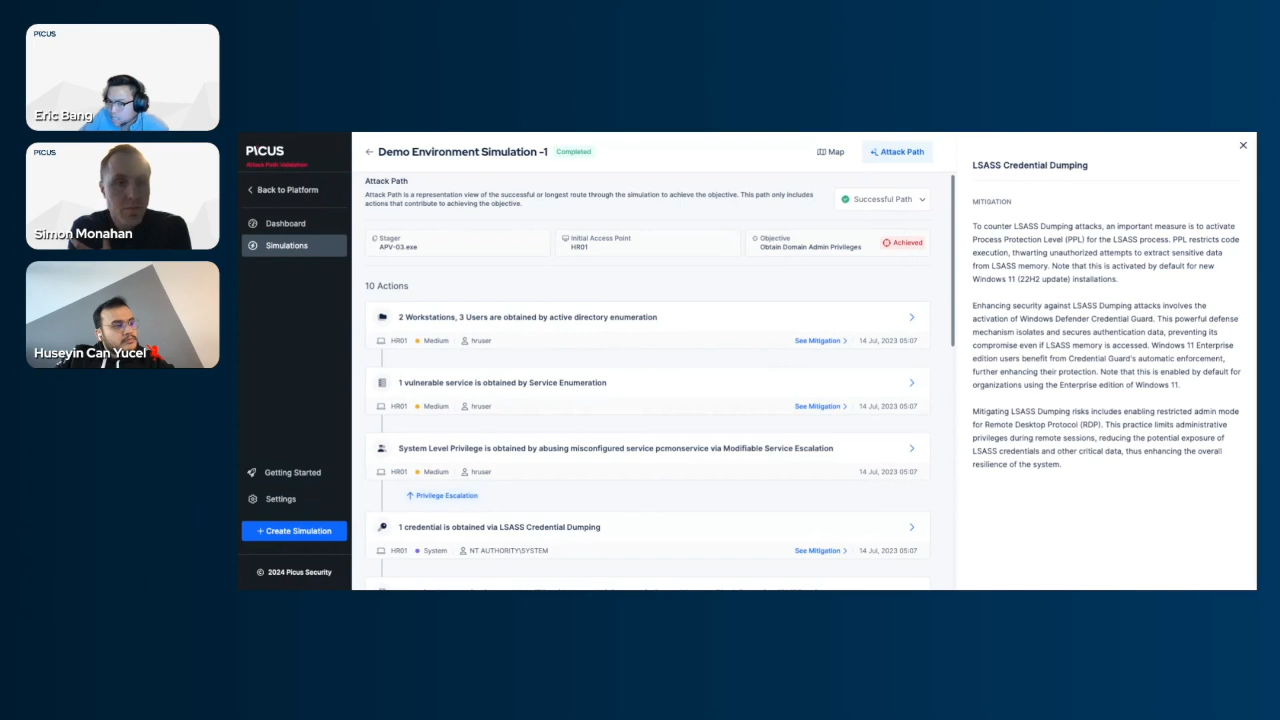 PICUS
Eric Bang
PICUS
Simon Monahan
Huseyin Can Yucel
PICUS
Attack Path Validation
Back to Platform
Dashboard
Simulations
Getting Started
Settings
+ Create Simulation
© 2024 Picus Security
Demo Environment Simulation -1 Completed
Map
Attack Path
Attack Path
Attack Path is a representation view of the successful or longest route through the simulation to achieve the objective. This path only includes
actions that contribute to achieving the objective.
Successful Path
Stager
APV-03.exe
Initial Access Point
HR01
Objective
Obtain Domain Admin Privileges
Achieved
10 Actions
2 Workstations, 3 Users are obtained by active directory enumeration
HR01 Medium hruser See Mitigation 14 Jul, 2023 05:07
1 vulnerable service is obtained by Service Enumeration
HR01 Medium hruser See Mitigation 14 Jul, 2023 05:07
System Level Privilege is obtained by abusing misconfigured service pcmonservice via Modifiable Service Escalation
HR01 Medium hruser 14 Jul, 2023 05:07
Privilege Escalation
1 credential is obtained via LSASS Credential Dumping
HR01 System NT AUTHORITY\SYSTEM See Mitigation 14 Jul, 2023 05:07
LSASS Credential Dumping
MITIGATION
To counter LSASS Dumping attacks, an important measure is to activate
Process Protection Level (PPL) for the LSASS process. PPL restricts code
execution, thwarting unauthorized attempts to extract sensitive data
from LSASS memory. Note that this is activated by default for new
Windows 11 (22H2 update) installations.
Enhancing security against LSASS Dumping attacks involves the
activation of Windows Defender Credential Guard. This powerful defense
mechanism isolates and secures authentication data, preventing its
compromise even if LSASS memory is accessed. Windows 11 Enterprise
edition users benefit from Credential Guard's automatic enforcement,
further enhancing their protection. Note that this is enabled by default for
organizations using the Enterprise edition of Windows 11.
Mitigating LSASS Dumping risks includes enabling restricted admin mode
for Remote Desktop Protocol (RDP). This practice limits administrative
privileges during remote sessions, reducing the potential exposure of
LSASS credentials and other critical data, thus enhancing the overall
resilience of the system.